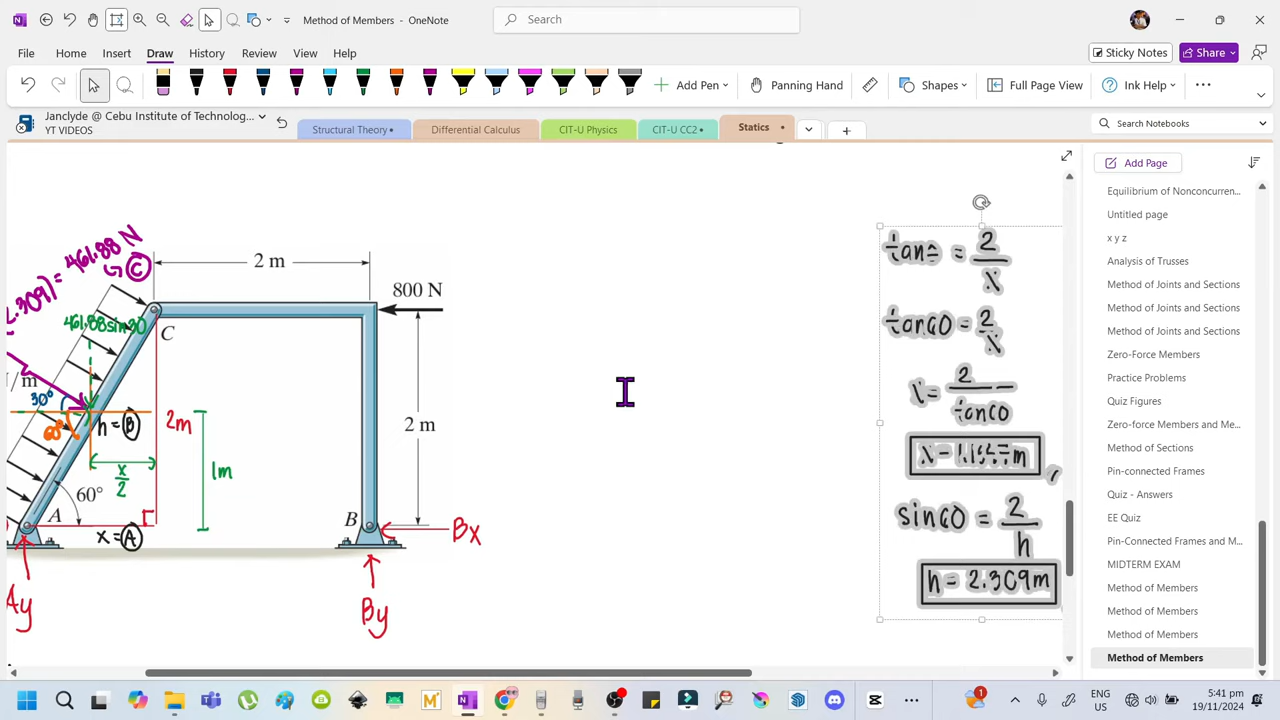 Method of Members - OneNote
Search
File
Home
Insert
Draw
History
Review
View
Help
Sticky Notes
Share
Add Pen
Panning Hand
Shapes
Full Page View
Ink Help
Janclyde @ Cebu Institute of Technolog...
YT VIDEOS
Structural Theory
Differential Calculus
CIT-U Physics
CIT-U CC2
Statics
Search Notebooks
Add Page
Equilibrium of Nonconcurren...
Untitled page
x y z
Analysis of Trusses
Method of Joints and Sections
Method of Joints and Sections
Method of Joints and Sections
Zero-Force Members
Practice Problems
Quiz Figures
Zero-force Members and Me...
Method of Sections
Pin-connected Frames
Quiz - Answers
EE Quiz
Pin-Connected Frames and M...
MIDTERM EXAM
Method of Members
Method of Members
Method of Members
Method of Members
.309) = 461.88 N
C
2 m
800 N
461.88sin30
C
/m
30°
60°
h = B
2m
2 m
x/2
1m
60°
A
x = A
B
Bx
Ay
By
= 2/x
tan60 = 2/x
x = 2/tan60
sin60 = 2/h
h = 2.309m
ENG
US
5:41 pm
19/11/2024
1